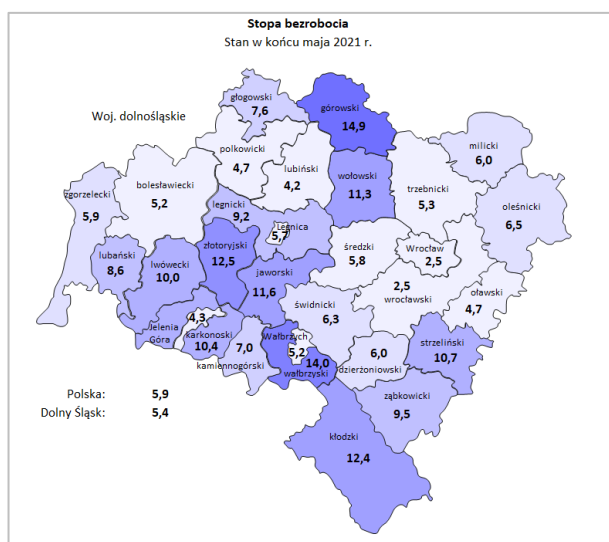 Stopa bezrobocia
Stan w końcu maja 2021 r.
Woj. dolnośląskie
głogowski
7,6
górowski
14,9
milicki
6,0
polkowicki
4,7
lubiński
4,2
wołowski
11,3
trzebnicki
5,3
oleśnicki
6,5
zgorzelecki
5,9
bolesławiecki
5,2
legnicki
9,2
Legnica
5,7
lubański
8,6
lwówecki
10,0
złotoryjski
12,5
jaworski
11,6
średzki
5,8
Wrocław
2,5
2,5
wrocławski
oławski
4,7
świdnicki
6,3
Jelenia
Góra
4,3
karkonoski
10,4
7,0
kamiennogórski
Wałbrzych
5,2
14,0
wałbrzyski
6,0
dzierżoniowski
strzeliński
10,7
ząbkowicki
9,5
kłodzki
12,4
Polska: 5,9
Dolny Śląsk: 5,4